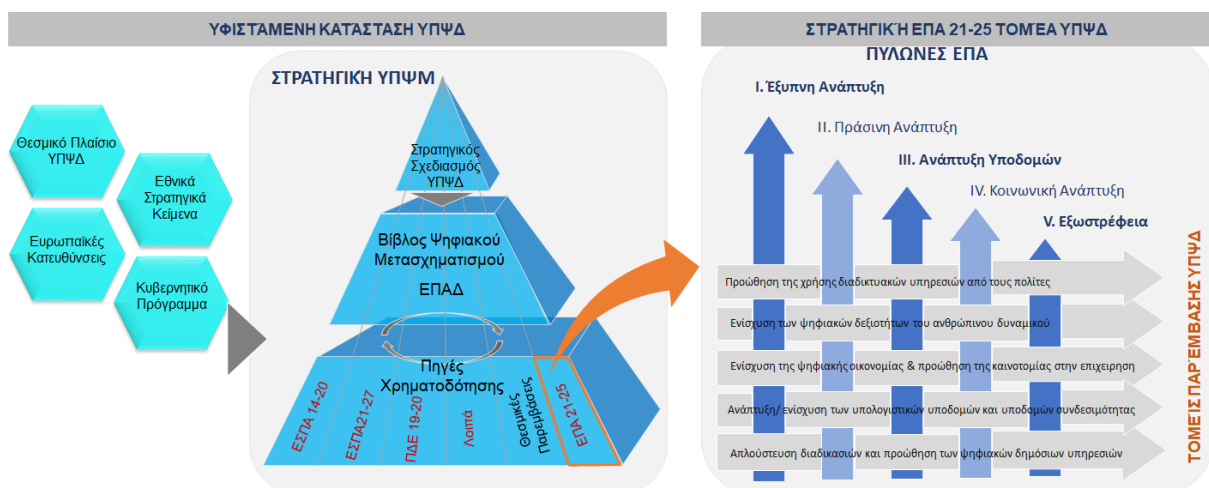 ΥΦΙΣΤΆΜΕΝΗ ΚΑΤΆΣΤΑΣΗ ΥΠΨΔ
Θεσμικό Πλαίσιο
ΥΠΨΔ
Εθνικά
Στρατηγικά
Κείμενα
Ευρωπαϊκές
Κατευθύνσεις
Κυβερνητικό
Πρόγραμμα
ΣΤΡΑΤΗΓΙΚΉ ΥΠΨΜ
Στρατηγικός
Σχεδιασμός
ΥΠΨΔ
Βίβλος Ψηφιακού
Μετασχηματισμού
ΕΠΑΔ
Πηγές
Χρηματοδότησης
ΕΣΠΑ 14-20
ΕΣΠΑ21-27
ΠΔΕ 19-20
Λοιπά
Θεσμικές
Παρεμβάσεις
ΕΠΑ 21-25
ΣΤΡΑΤΗΓΙΚΉ ΕΠΑ 21-25 ΤΟΜΈΑ ΥΠΨΔ
ΠΥΛΩΝΕΣ ΕΠΑ
I. Έξυπνη Ανάπτυξη
II. Πράσινη Ανάπτυξη
III. Ανάπτυξη Υποδομών
IV. Κοινωνική Ανάπτυξη
V. Εξωστρέφεια
Προώθηση της χρήσης διαδικτυακών υπηρεσιών από τους πολίτες
Ενίσχυση των ψηφιακών δεξιοτήτων του ανθρώπινου δυναμικού
Ενίσχυση της ψηφιακής οικονομίας & προώθηση της καινοτομίας στην επιχειρηση
Ανάπτυξη/ ενίσχυση των υπολογιστικών υποδομών και υποδομών συνδεσιμότητας
Απλούστευση διαδικασιών και προώθηση των ψηφιακών δημόσιων υπηρεσιών
ΤΟΜΕΊΣ ΠΑΡΈΜΒΑΣΗΣ ΥΠΨΔ